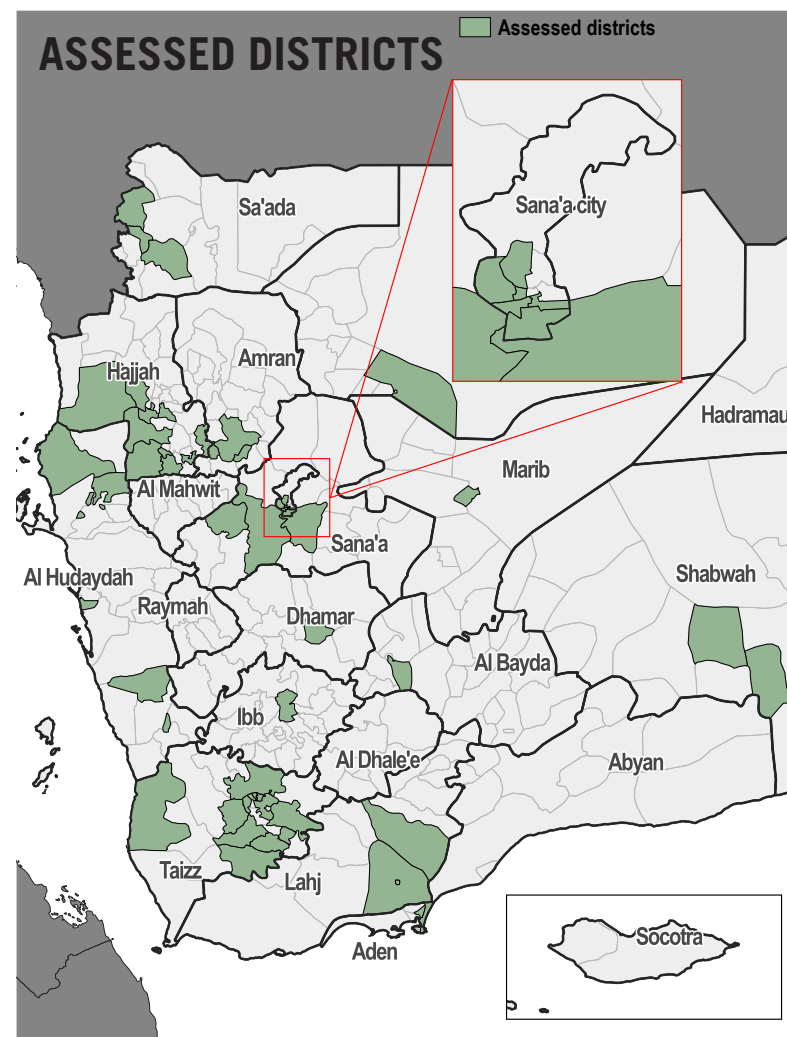 ASSESSED DISTRICTS
Assessed districts
Sa'ada
Sana'a city
Hajjah
Amran
Hadramau
Marib
Al Mahwit
Sana'a
Al Hudaydah
Shabwah
Raymah
Dhamar
Al Bayda
Ibb
Al Dhale'e
Abyan
Taizz
Lahj
Socotra
Aden